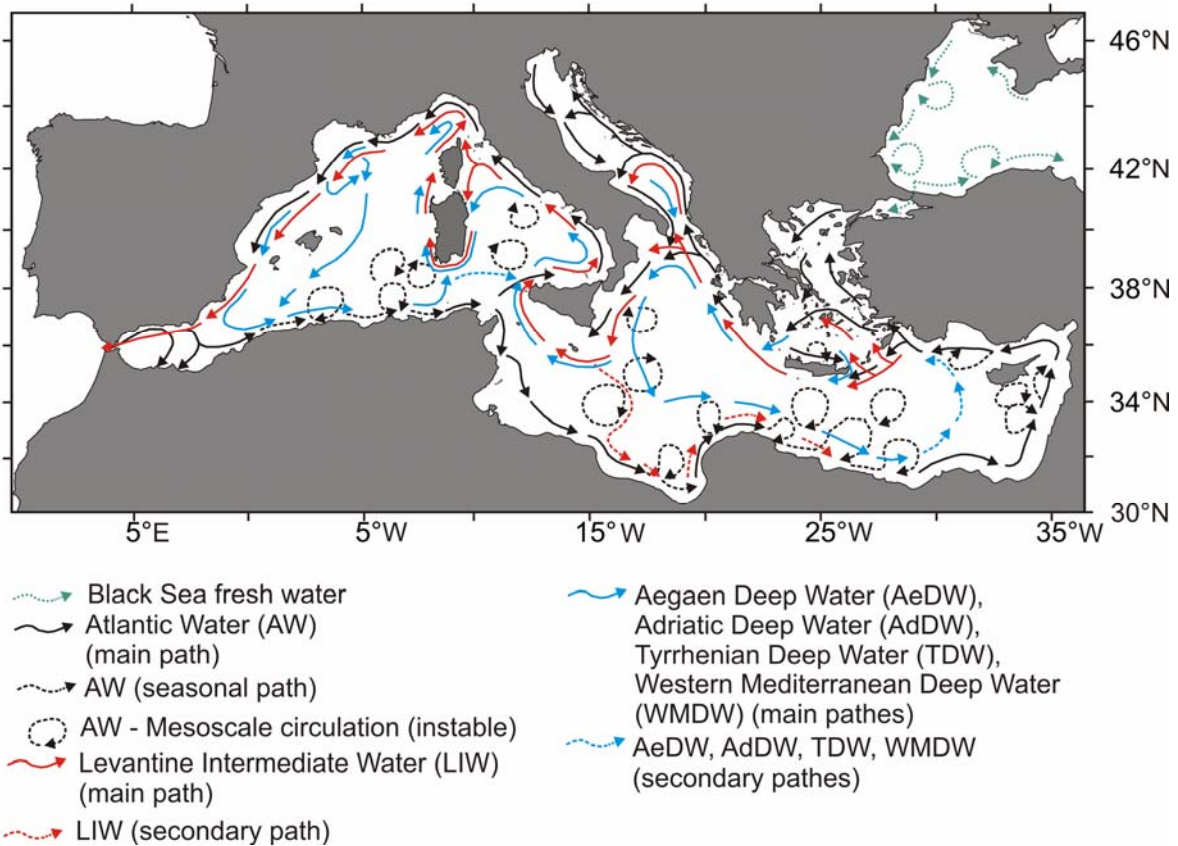 46°N
42°N
38°N
34°N
30°N
5°E
5°W
15°W
25°W
35°W
Black Sea fresh water
Atlantic Water (AW)
(main path)
AW (seasonal path)
AW - Mesoscale circulation (instable)
Levantine Intermediate Water (LIW)
(main path)
LIW (secondary path)
Aegaen Deep Water (AeDW),
Adriatic Deep Water (AdDW),
Tyrrhenian Deep Water (TDW),
Western Mediterranean Deep Water
(WMDW) (main pathes)
AeDW, AdDW, TDW, WMDW
(secondary pathes)